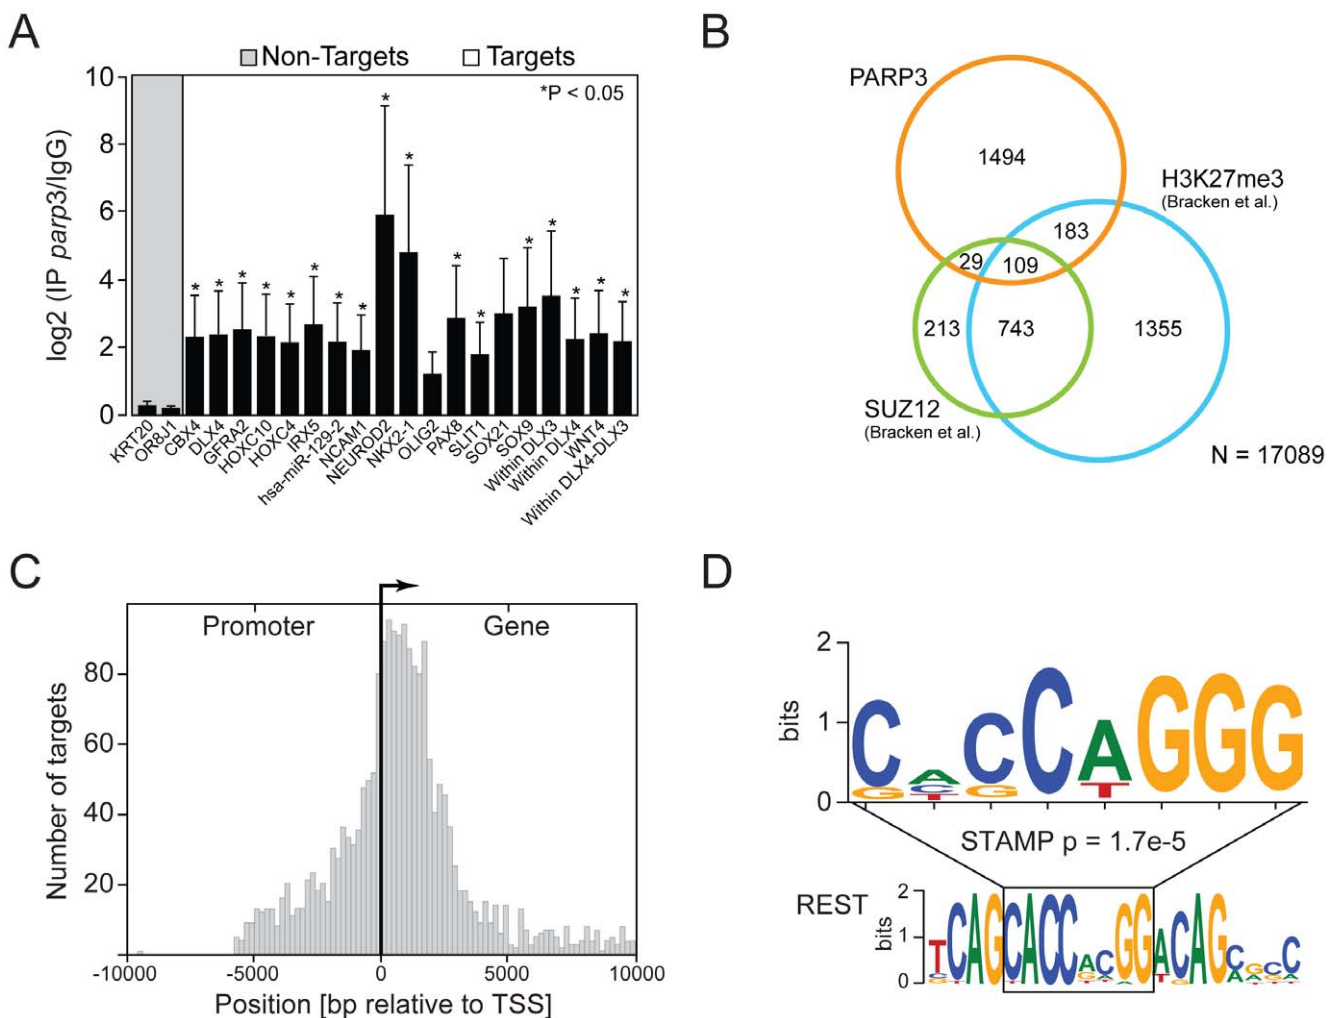 A
Non-Targets
Targets
*P < 0.05
log2 (IP parp3/IgG)
10
8
6
4
2
0
* * * * * * * * * * * * * * * * *
KRT20
OR8J1
CBX4
DLX4
GFRA2
HOXC10
HOXC4
IRX5
hsa-miR-129-2
NCAM1
NEUROD2
NKX2-1
OLIG2
PAX8
SLIT1
SOX21
SOX9
Within DLX3
Within DLX4
WNT4
Within DLX4-DLX3
B
PARP3
1494
H3K27me3
(Bracken et al.)
183
29
109
213
743
1355
SUZ12
(Bracken et al.)
N = 17089
C
Promoter
Gene
Number of targets
80
60
40
20
-10000
-5000
0
5000
10000
Position [bp relative to TSS]
D
bits
2
1
0
C G
A C T
C G
C
A T
G
G
G
STAMP p = 1.7e-5
REST
bits
2
1
0
TCAGCACC GGACAG